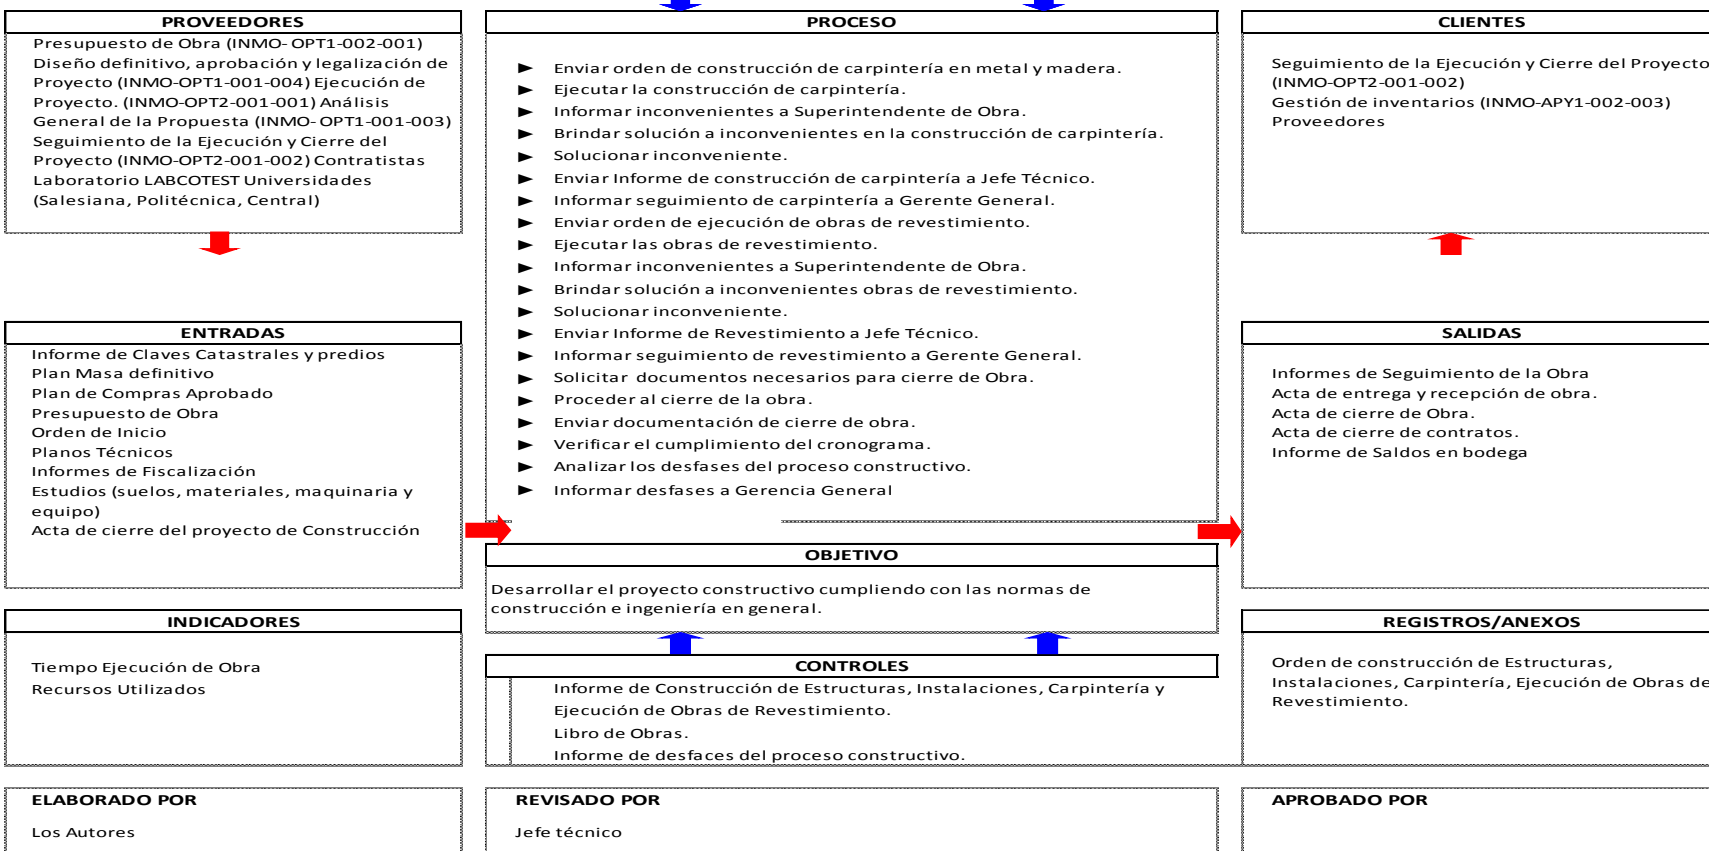 PROVEEDORES
Presupuesto de Obra (INMO- OPT1-002-001)
Diseño definitivo, aprobación y legalización de
Proyecto (INMO-OPT1-001-004) Ejecución de
Proyecto. (INMO-OPT2-001-001) Análisis
General de la Propuesta (INMO- OPT1-001-003)
Seguimiento de la Ejecución y Cierre del
Proyecto (INMO-OPT2-001-002) Contratistas
Laboratorio LABCOTEST Universidades
(Salesiana, Politécnica, Central)
ENTRADAS
Informe de Claves Catastrales y predios
Plan Masa definitivo
Plan de Compras Aprobado
Presupuesto de Obra
Orden de Inicio
Planos Técnicos
Informes de Fiscalización
Estudios (suelos, materiales, maquinaria y
equipo)
Acta de cierre del proyecto de Construcción
INDICADORES
Tiempo Ejecución de Obra
Recursos Utilizados
PROCESO
► Enviar orden de construcción de carpintería en metal y madera.
► Ejecutar la construcción de carpintería.
► Informar inconvenientes a Superintendente de Obra.
► Brindar solución a inconvenientes en la construcción de carpintería.
► Solucionar inconveniente.
► Enviar Informe de construcción de carpintería a Jefe Técnico.
► Informar seguimiento de carpintería a Gerente General.
► Enviar orden de ejecución de obras de revestimiento.
► Ejecutar las obras de revestimiento.
► Informar inconvenientes a Superintendente de Obra.
► Brindar solución a inconvenientes obras de revestimiento.
► Solucionar inconveniente.
► Enviar Informe de Revestimiento a Jefe Técnico.
► Informar seguimiento de revestimiento a Gerente General.
► Solicitar documentos necesarios para cierre de Obra.
► Proceder al cierre de la obra.
► Enviar documentación de cierre de obra.
► Verificar el cumplimiento del cronograma.
► Analizar los desfases del proceso constructivo.
► Informar desfases a Gerencia General
OBJETIVO
Desarrollar el proyecto constructivo cumpliendo con las normas de
construcción e ingeniería en general.
CONTROLES
Informe de Construcción de Estructuras, Instalaciones, Carpintería y
Ejecución de Obras de Revestimiento.
Libro de Obras.
Informe de desfaces del proceso constructivo.
CLIENTES
Seguimiento de la Ejecución y Cierre del Proyecto
(INMO-OPT2-001-002)
Gestión de inventarios (INMO-APY1-002-003)
Proveedores
SALIDAS
Informes de Seguimiento de la Obra
Acta de entrega y recepción de obra.
Acta de cierre de Obra.
Acta de cierre de contratos.
Informe de Saldos en bodega
REGISTROS/ANEXOS
Orden de construcción de Estructuras,
Instalaciones, Carpintería, Ejecución de Obras de
Revestimiento.
ELABORADO POR
Los Autores
REVISADO POR
Jefe técnico
APROBADO POR